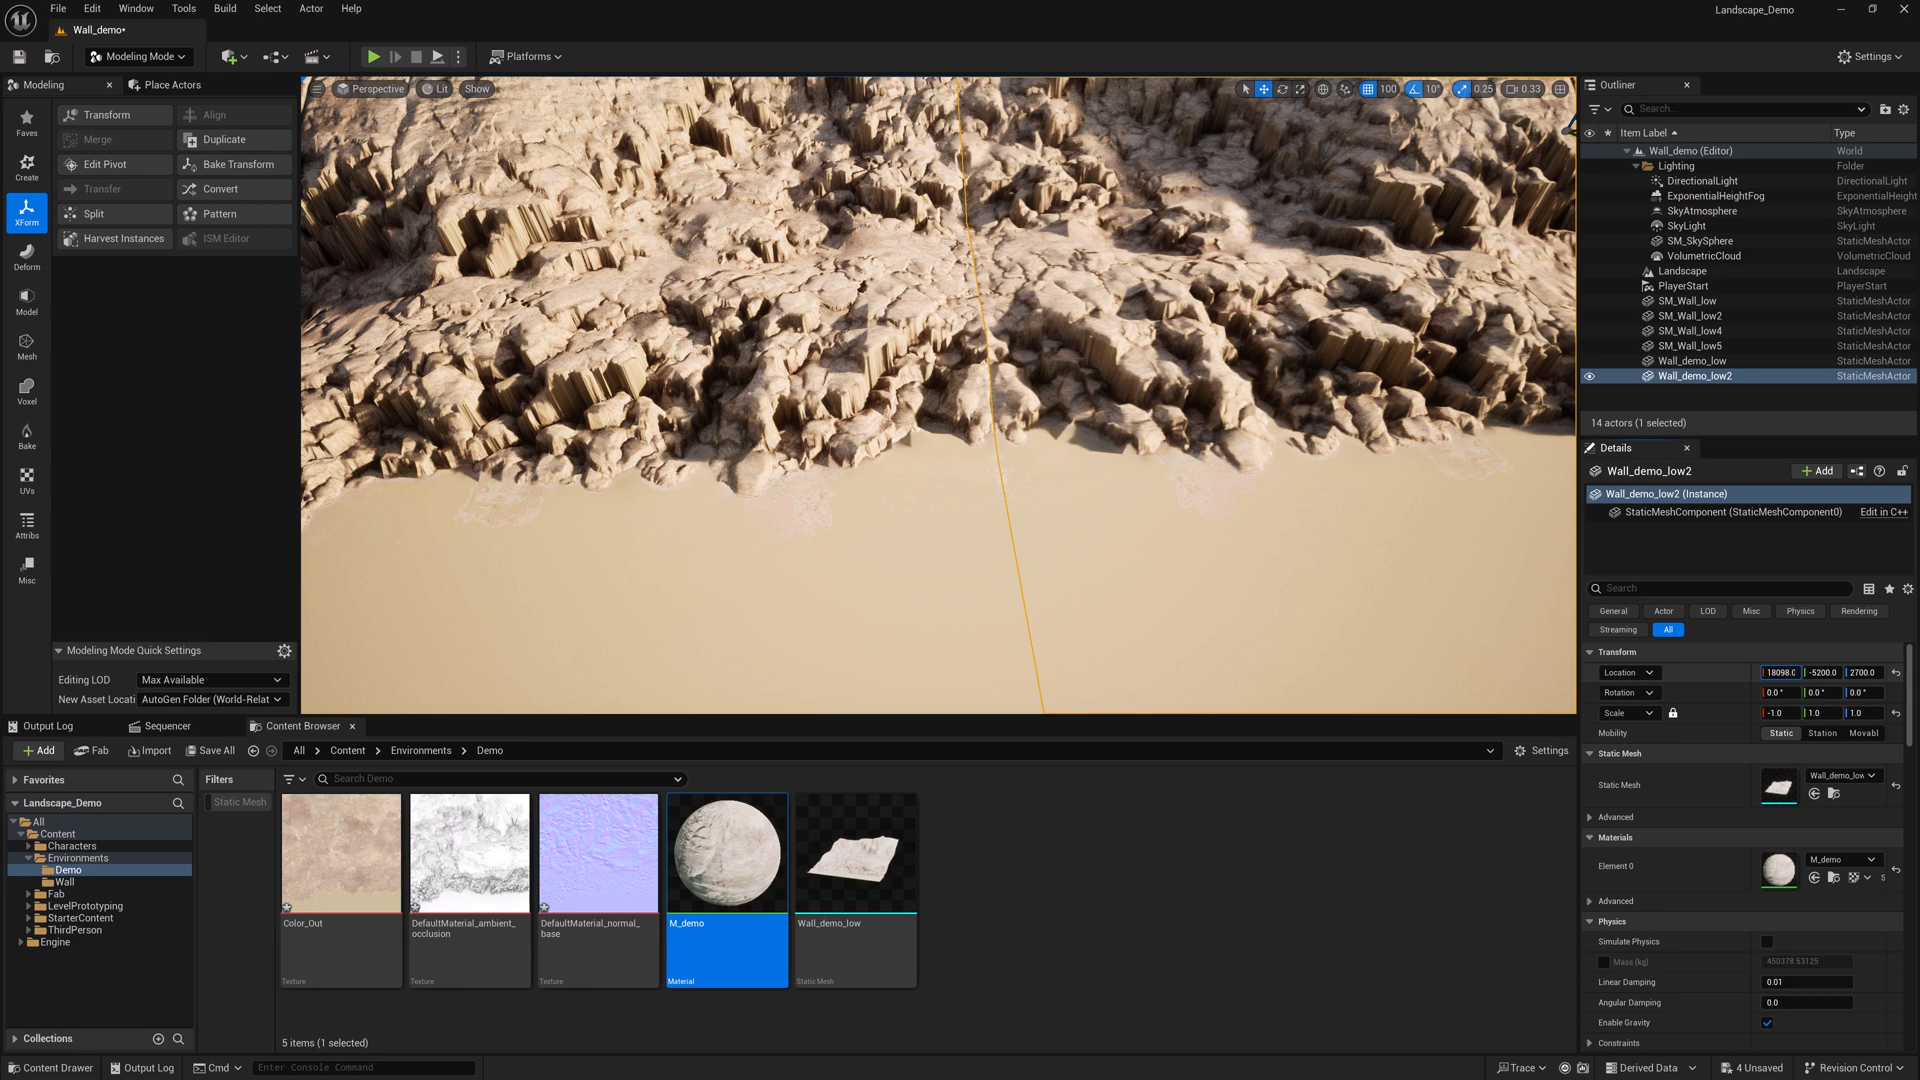 File
Edit
Window
Tools
Build
Select
Actor
Help
Landscape_Demo
Wall_demo*
Modeling Mode
Platforms
Settings
Modeling
Place Actors
Perspective
Lit
Show
100
10°
0.25
0.33
Outliner
Search...
Item Label
Type
Wall_demo (Editor)
World
Lighting
Folder
DirectionalLight
DirectionalLight
ExponentialHeightFog
ExponentialHeight
SkyAtmosphere
SkyAtmosphere
SkyLight
SkyLight
SM_SkySphere
StaticMeshActor
VolumetricCloud
VolumetricCloud
Landscape
Landscape
PlayerStart
PlayerStart
SM_Wall_low
StaticMeshActor
SM_Wall_low2
StaticMeshActor
SM_Wall_low4
StaticMeshActor
SM_Wall_low5
StaticMeshActor
Wall_demo_low
StaticMeshActor
Wall_demo_low2
StaticMeshActor
14 actors (1 selected)
Faves
Create
XForm
Deform
Model
Mesh
Voxel
Bake
UVs
Attribs
Misc
Transform
Align
Merge
Duplicate
Edit Pivot
Bake Transform
Transfer
Convert
Split
Pattern
Harvest Instances
ISM Editor
Modeling Mode Quick Settings
Editing LOD
Max Available
New Asset Locati
AutoGen Folder (World-Relat
Details
Wall_demo_low2
Add
Wall_demo_low2 (Instance)
StaticMeshComponent (StaticMeshComponent0)
Edit in C++
Search
General
Actor
LOD
Misc
Physics
Rendering
Streaming
All
Transform
Location
18098.0
-5200.0
2700.0
Rotation
0.0 °
0.0 °
0.0 °
Scale
-1.0
1.0
1.0
Mobility
Static
Station
Movabl
Static Mesh
Static Mesh
Wall_demo_low
Advanced
Materials
Element 0
M_demo
S
Advanced
Physics
Simulate Physics
Mass (kg)
450378.53125
Linear Damping
0.01
Angular Damping
0.0
Enable Gravity
Constraints
Output Log
Sequencer
Content Browser
Add
Fab
Import
Save All
All
Content
Environments
Demo
Settings
Favorites
Filters
Search Demo
Static Mesh
Landscape_Demo
All
Content
Characters
Environments
Demo
Wall
Fab
LevelPrototyping
StarterContent
ThirdPerson
Engine
Collections
Color_Out
Texture
DefaultMaterial_ambient_
occlusion
Texture
DefaultMaterial_normal_
base
Texture
M_demo
Material
Wall_demo_low
Static Mesh
5 items (1 selected)
Content Drawer
Output Log
Cmd
Enter Console Command
Trace
Derived Data
4 Unsaved
Revision Control